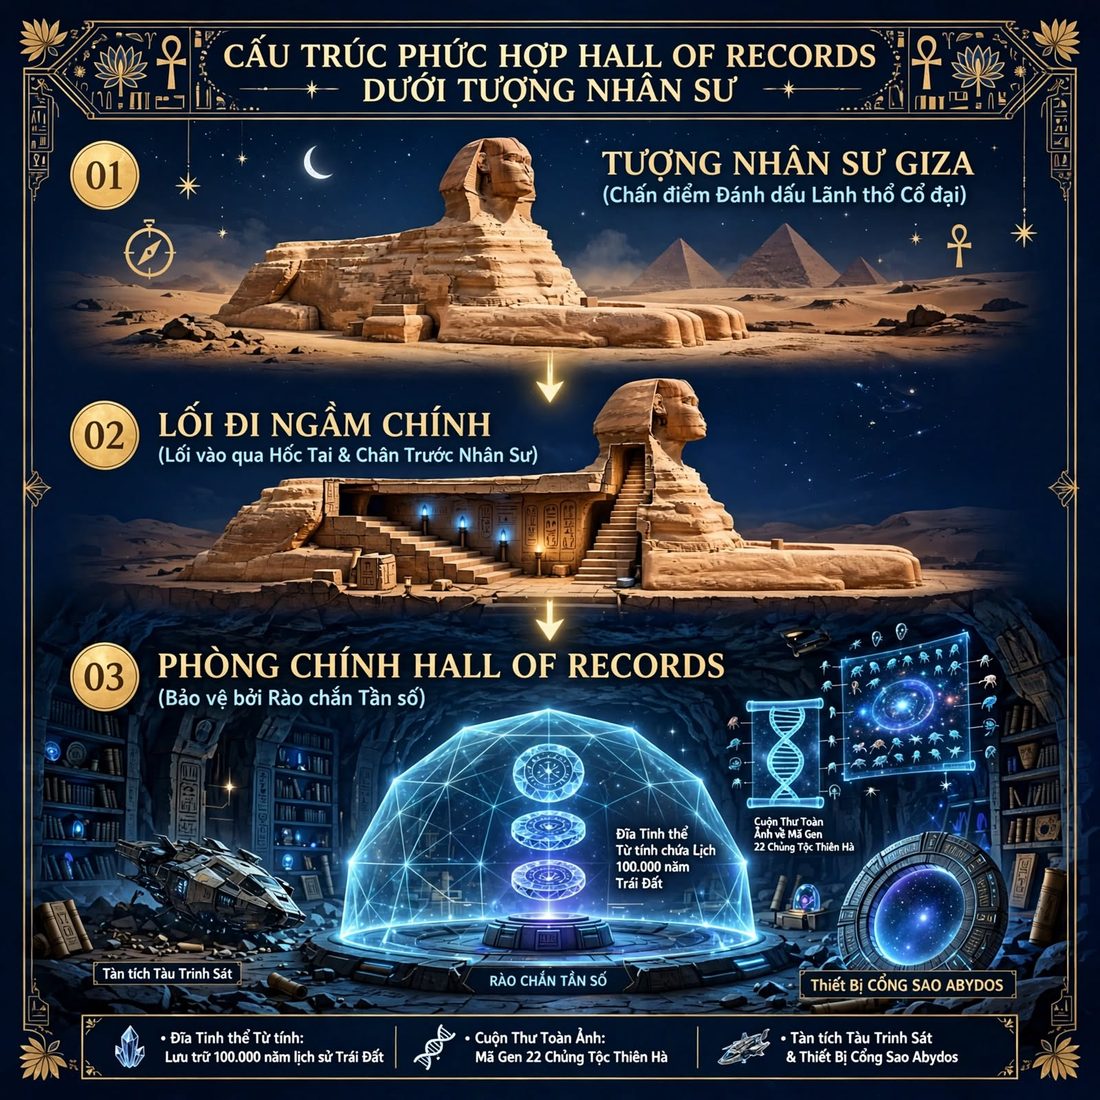 CẤU TRÚC PHỨC HỢP HALL OF RECORDS
DƯỚI TƯỢNG NHÂN SƯ
01
TƯỢNG NHÂN SƯ GIZA
(Chấn điểm Đánh dấu Lãnh thổ Cổ đại)
02
LỐI ĐI NGẦM CHÍNH
(Lối vào qua Hốc Tai & Chân Trước Nhân Sư)
03
PHÒNG CHÍNH HALL OF RECORDS
(Bảo vệ bởi Rào chắn Tần số)
Cuộn Thư Toàn
Ảnh về Mã Gen
22 Chủng Tộc Thiên Hà
Đĩa Tinh thể
Từ tính chứa Lịch
100.000 năm
Trái Đất
Tàn tích Tàu Trinh Sát
RÀO CHẮN TẦN SỐ
Thiết Bị CỔNG SAO ABYDOS
• Đĩa Tinh thể Từ tính:
Lưu trữ 100.000 năm lịch sử Trái Đất
• Cuộn Thư Toàn Ảnh:
Mã Gen 22 Chủng Tộc Thiên Hà
• Tàn tích Tàu Trinh Sát
& Thiết Bị Cổng Sao Abydos